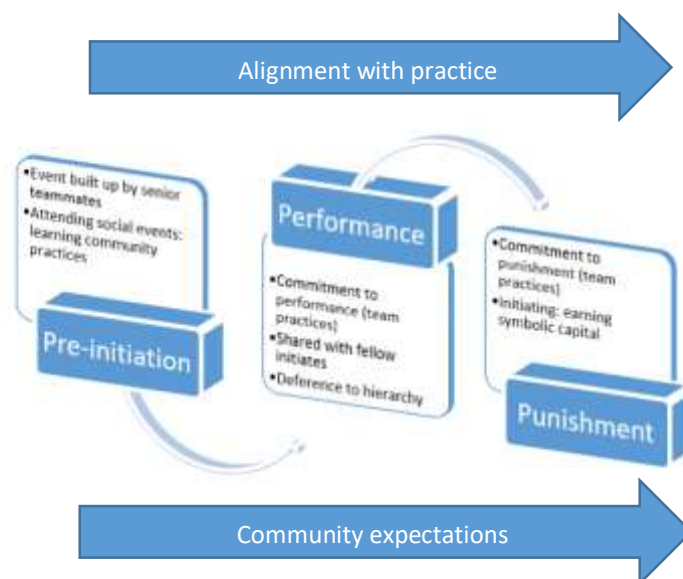 Alignment with practice
•Event built up by senior
teammates
•Attending social events:
learning community
practices
Pre-initiation
Performance
•Commitment to
performance (team
practices)
•Shared with fellow
initiates
•Deference to hierarchy
•Commitment to
punishment (team
practices)
•Initiating: earning
symbolic capital
Punishment
Community expectations